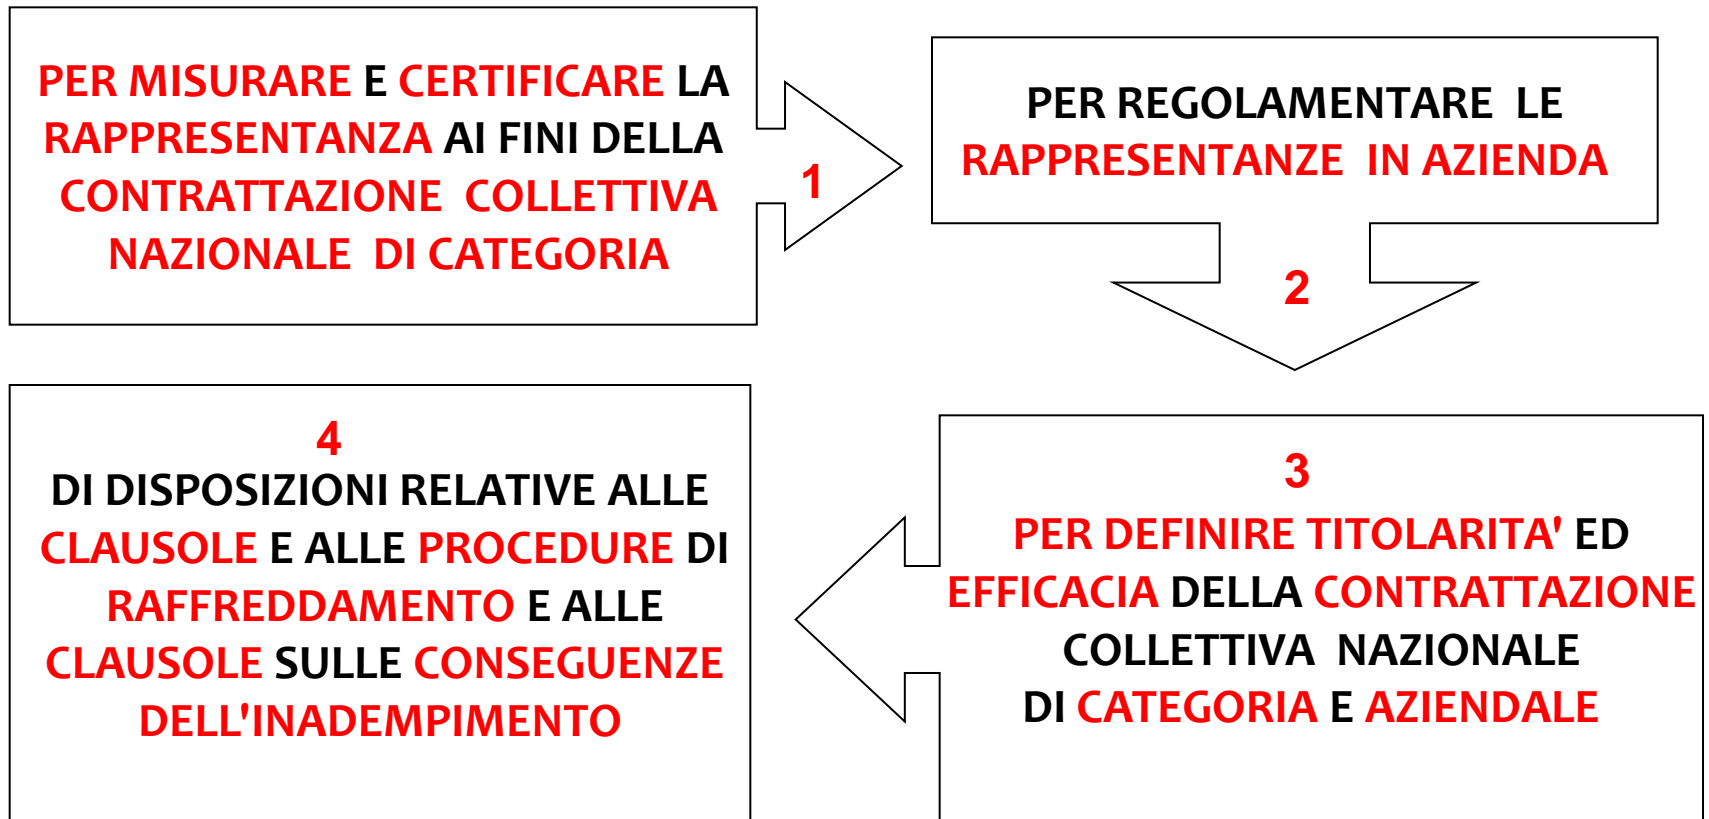 PER MISURARE E CERTIFICARE LA
RAPPRESENTANZA AI FINI DELLA
CONTRATTAZIONE COLLETTIVA
NAZIONALE DI CATEGORIA
1
PER REGOLAMENTARE LE
RAPPRESENTANZE IN AZIENDA
2
3
PER DEFINIRE TITOLARITA' ED
EFFICACIA DELLA CONTRATTAZIONE
COLLETTIVA NAZIONALE
DI CATEGORIA E AZIENDALE
4
DI DISPOSIZIONI RELATIVE ALLE
CLAUSOLE E ALLE PROCEDURE DI
RAFFREDDAMENTO E ALLE
CLAUSOLE SULLE CONSEGUENZE
DELL'INADEMPIMENTO